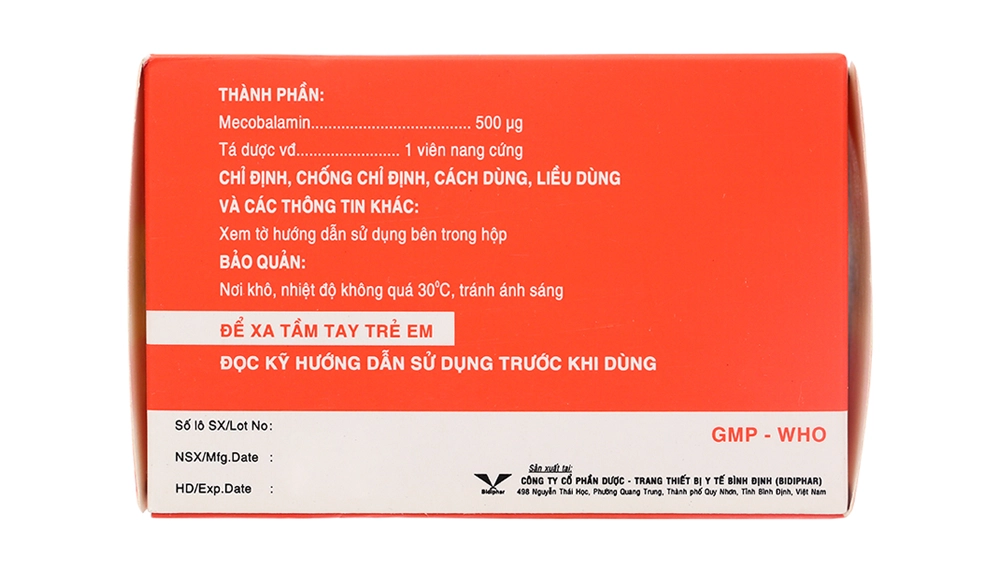 THÀNH PHẦN:
Mecobalamin..................................... 500 µg
Tá dược vđ........................ 1 viên nang cứng
CHỈ ĐỊNH, CHỐNG CHỈ ĐỊNH, CÁCH DÙNG, LIỀU DÙNG
VÀ CÁC THÔNG TIN KHÁC:
Xem tờ hướng dẫn sử dụng bên trong hộp
BẢO QUẢN:
Nơi khô, nhiệt độ không quá 30⁰C, tránh ánh sáng
ĐỂ XA TẦM TAY TRẺ EM
ĐỌC KỸ HƯỚNG DẪN SỬ DỤNG TRƯỚC KHI DÙNG
Số lô SX/Lot No:
NSX/Mfg.Date :
HD/Exp.Date :
GMP - WHO
Sản xuất tại:
Bidiphar
CÔNG TY CỔ PHẦN DƯỢC - TRANG THIẾT BỊ Y TẾ BÌNH ĐỊNH (BIDIPHAR)
498 Nguyễn Thái Học, Phường Quang Trung, Thành phố Quy Nhơn, Tỉnh Bình Định, Việt Nam